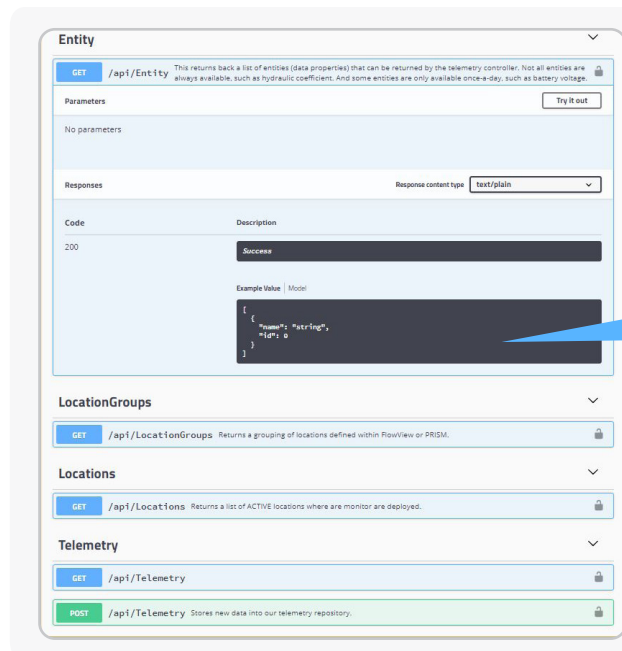 Entity
GET /api/Entity This returns back a list of entities (data properties) that can be returned by the telemetry controller. Not all entities are
always available, such as hydraulic coefficient. And some entities are only available once-a-day, such as battery voltage.
Parameters Try it out
No parameters
Responses Response content type text/plain
Code Description
200 Success
Example Value | Model
[
{
"name": "string",
"id": 0
}
]
LocationGroups
GET /api/LocationGroups Returns a grouping of locations defined within FlowView or PRISM.
Locations
GET /api/Locations Returns a list of ACTIVE locations where are monitor are deployed.
Telemetry
GET /api/Telemetry
POST /api/Telemetry Stores new data into our telemetry repository.